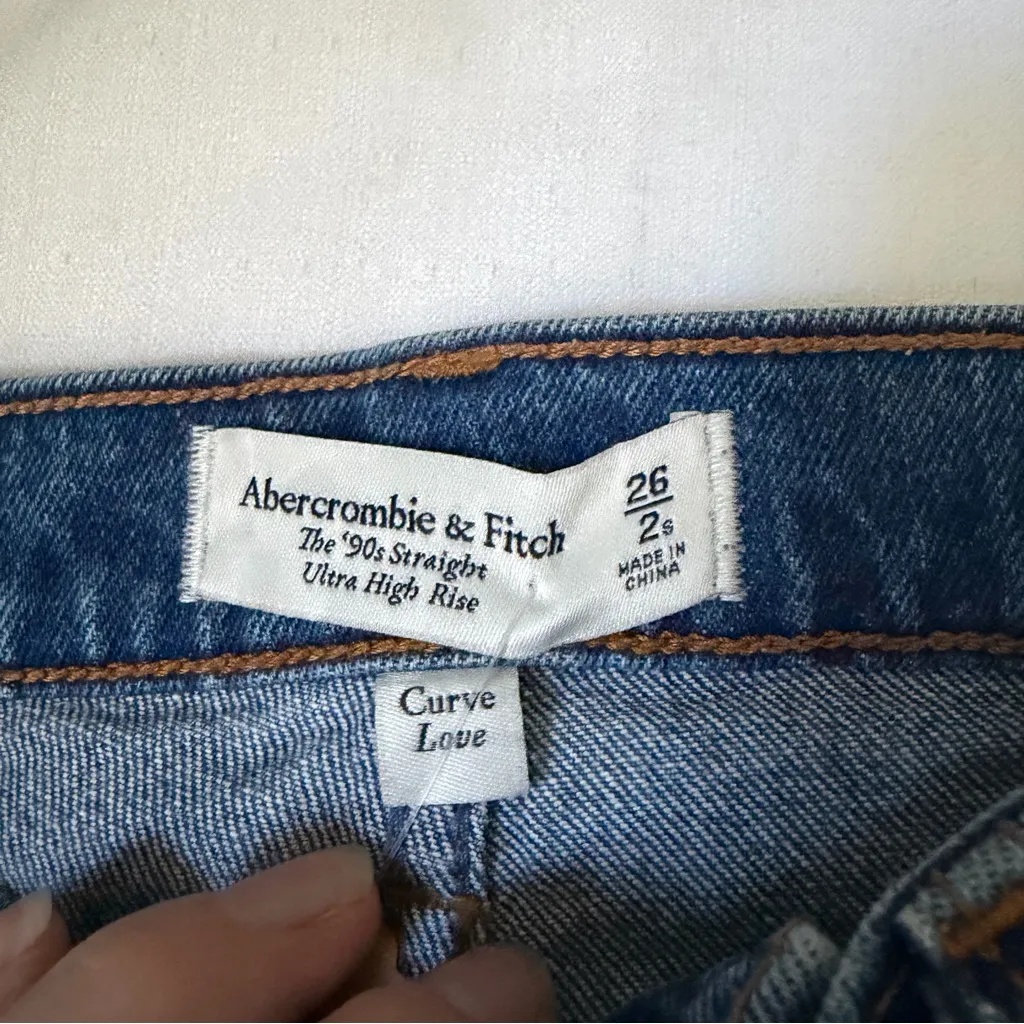 Abercrombie & Fitch
The ‘90s Straight
Ultra High Rise
26
2s
MADE IN
CHINA
Curve
Love